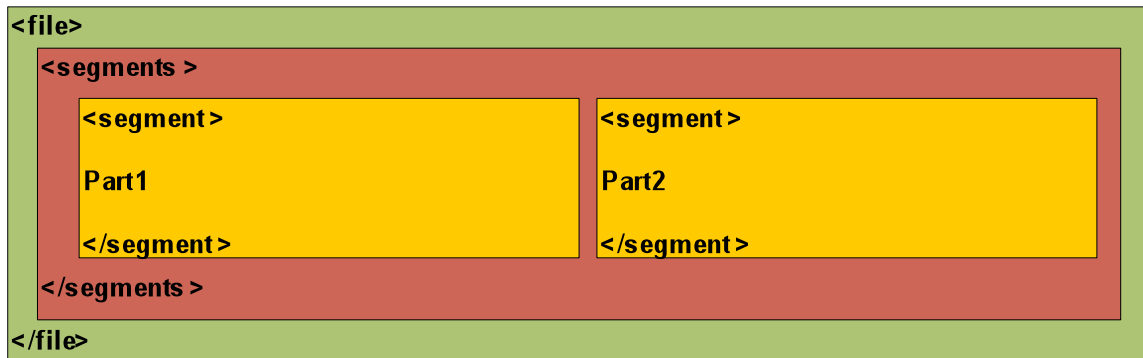 <file>
<segments >
<segment>
Part1
</segment>
<segment>
Part2
</segment>
</segments >
</file>